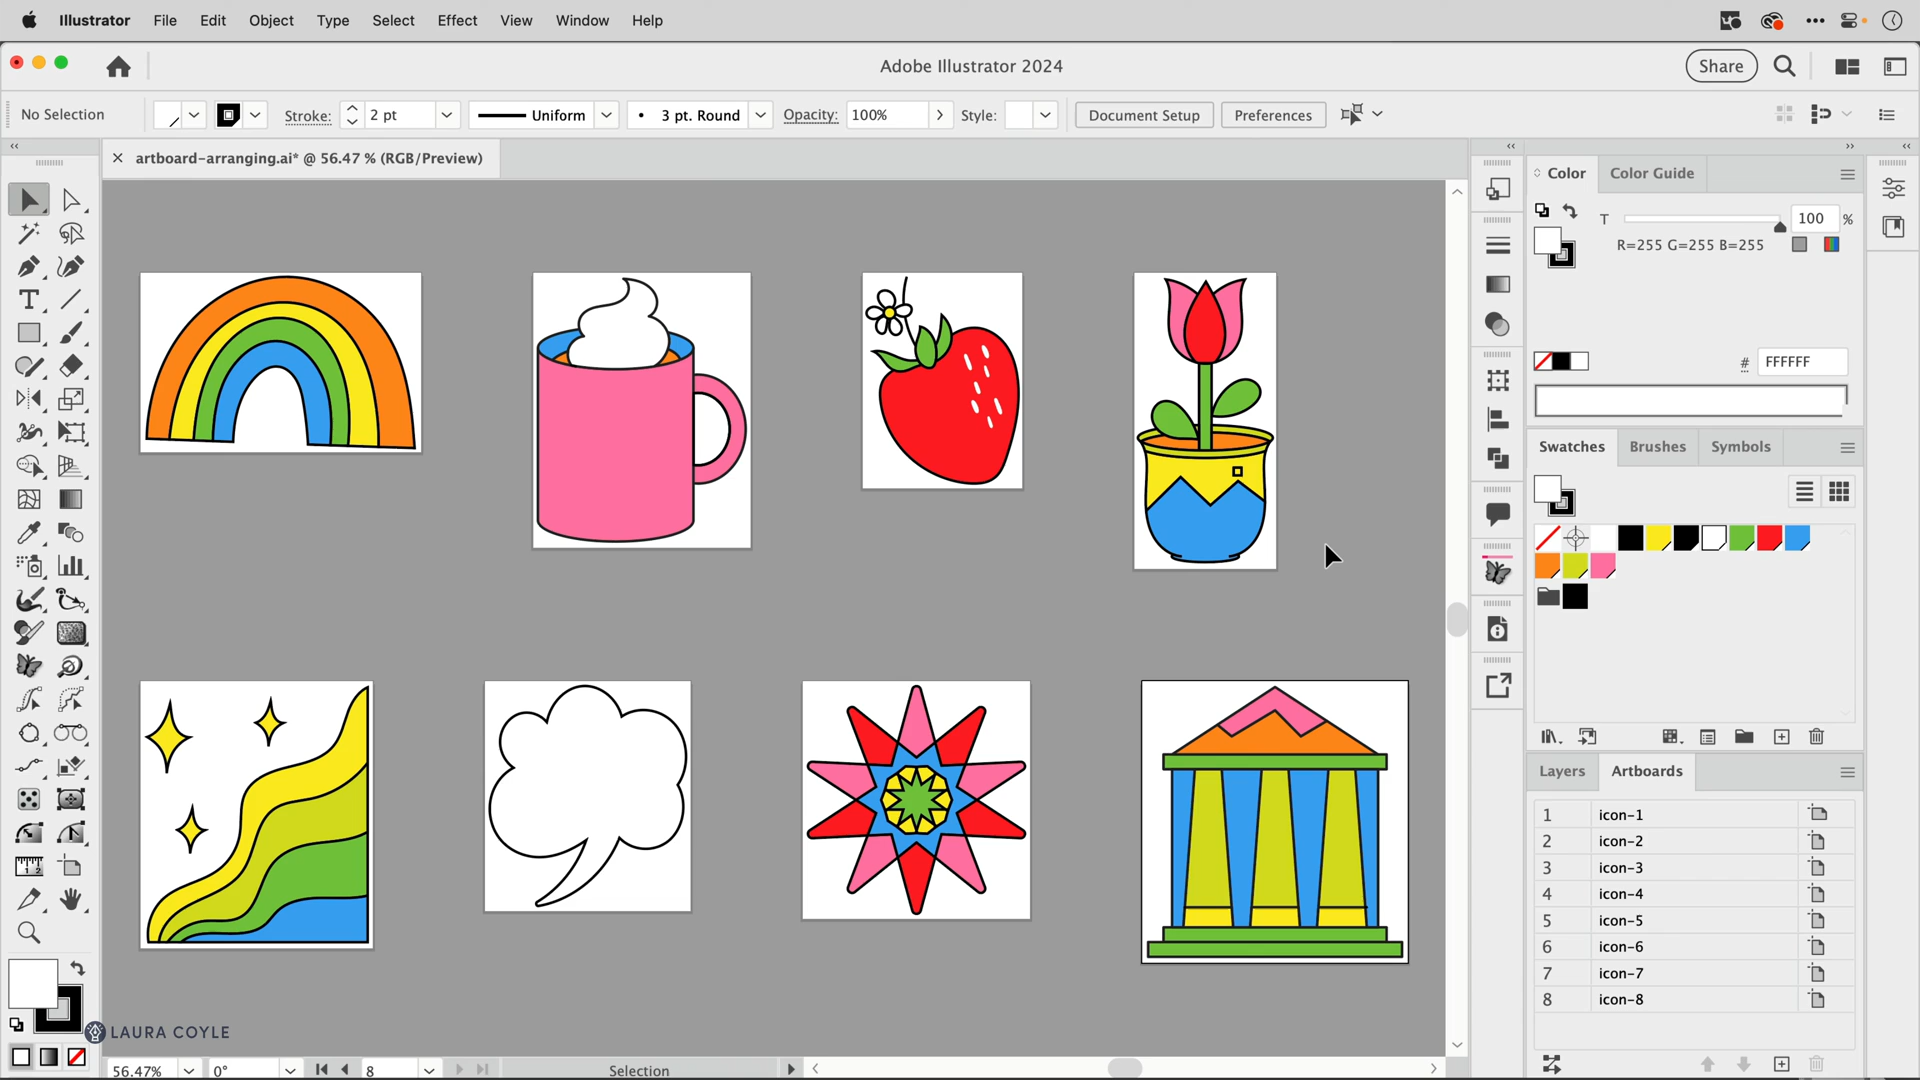 Illustrator File Edit Object Type Select Effect View Window Help
Adobe Illustrator 2024
Share
No Selection Stroke: 2 pt Uniform 3 pt. Round Opacity: 100% Style: Document Setup Preferences
artboard-arranging.ai* @ 56.47 % (RGB/Preview)
Color Color Guide
T 100 %
R=255 G=255 B=255
# FFFFFF
Swatches Brushes Symbols
Layers Artboards
1 icon-1
2 icon-2
3 icon-3
4 icon-4
5 icon-5
6 icon-6
7 icon-7
8 icon-8
LAURA COYLE
56.47% 0° 8 Selection